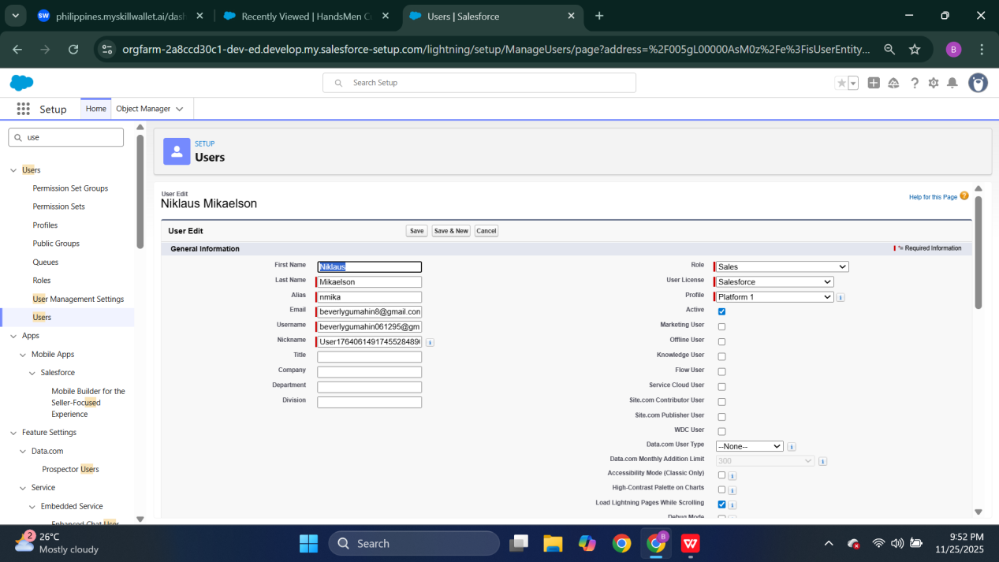 philippines.myskillwallet.ai/dash
Recently Viewed | HandsMen C
Users | Salesforce
orgfarm-2a8ccd30c1-dev-ed.develop.my.salesforce-setup.com/lightning/setup/ManageUsers/page?address=%2F005gL00000AsM0z%2Fe%3FisUserEntity...
B
Search Setup
Setup
Home
Object Manager
use
Users
Permission Set Groups
Permission Sets
Profiles
Public Groups
Queues
Roles
User Management Settings
Users
Apps
Mobile Apps
Salesforce
Mobile Builder for the
Seller-Focused
Experience
Feature Settings
Data.com
Prospector Users
Service
Embedded Service
Enhanced Chat User
SETUP
Users
User Edit
Niklaus Mikaelson
Help for this Page
User Edit
Save
Save & New
Cancel
General Information
= Required Information
First Name Niklaus
Last Name Mikaelson
Alias nmika
Email beverlygumahin8@gmail.com
Username beverlygumahin061295@gm
Nickname User1764061491745528489
Title
Company
Department
Division
Role Sales
User License Salesforce
Profile Platform 1
Active
Marketing User
Offline User
Knowledge User
Flow User
Service Cloud User
Site.com Contributor User
Site.com Publisher User
WDC User
Data.com User Type --None--
Data.com Monthly Addition Limit 300
Accessibility Mode (Classic Only)
High-Contrast Palette on Charts
Load Lightning Pages While Scrolling
Debug Mode
2
26°C
Mostly cloudy
Search
9:52 PM
11/25/2025